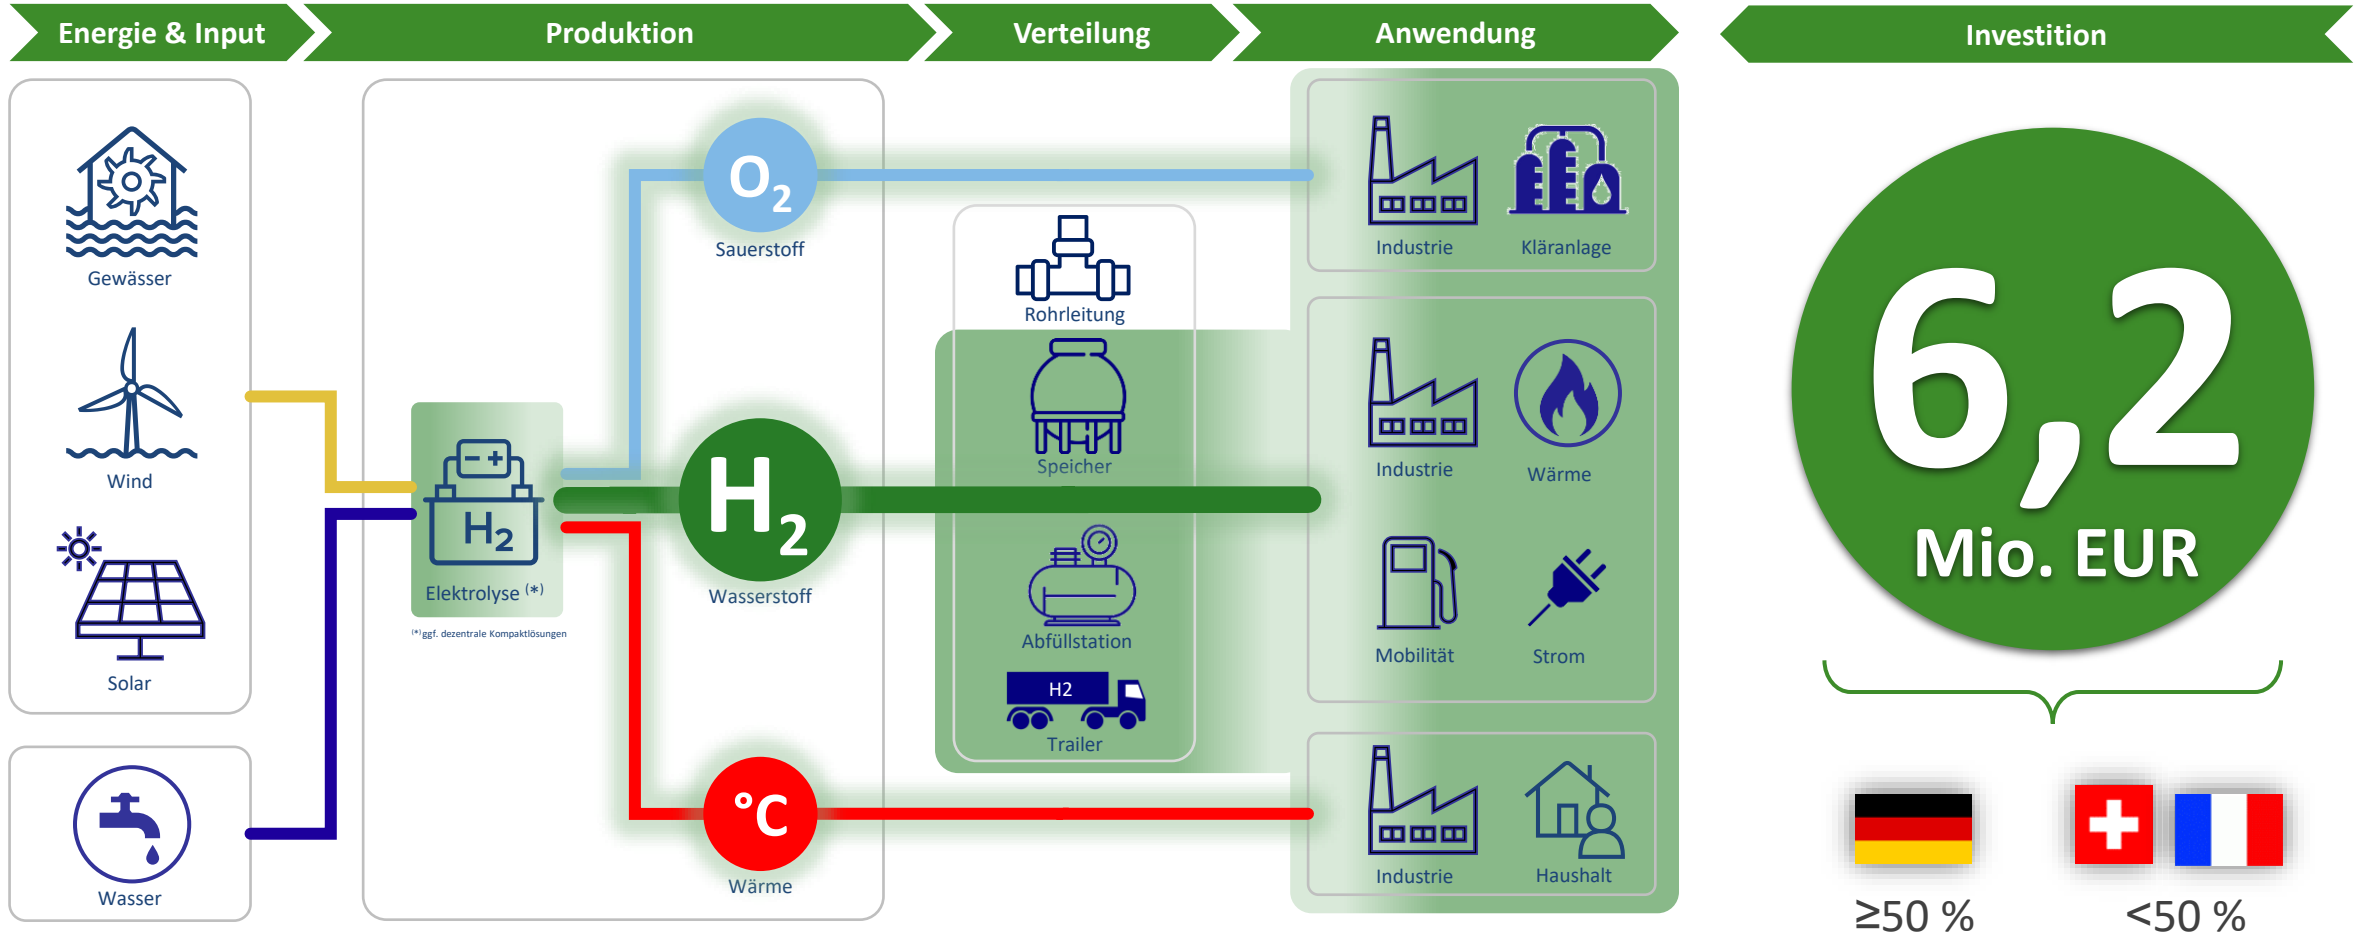 Energie & Input
Produktion
Verteilung
Anwendung
Investition
Gewässer
Wind
Solar
Wasser
- +
H₂
Elektrolyse (*)
(*) ggf. dezentrale Kompaktlösungen
O₂
Sauerstoff
H₂
Wasserstoff
°C
Wärme
Rohrleitung
Speicher
Abfüllstation
H2
Trailer
Industrie
Kläranlage
Industrie
Wärme
Mobilität
Strom
Industrie
Haushalt
6,2
Mio. EUR
≥50 %
<50 %